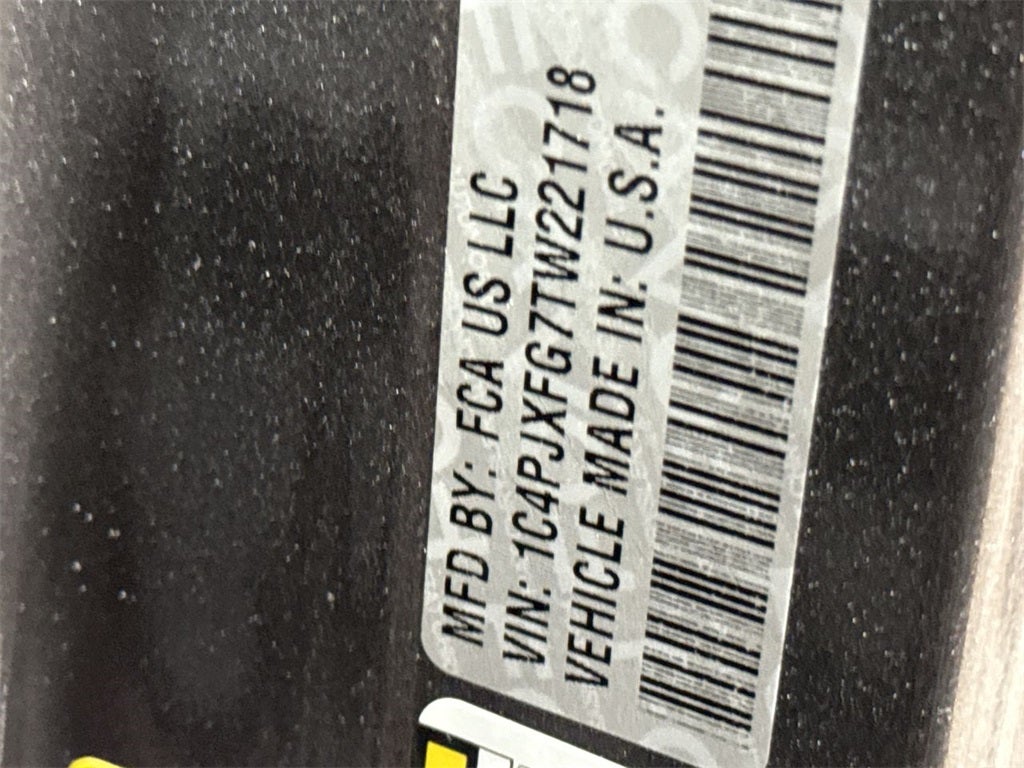 MFD BY: FCA US LLC
VIN: 1C4PJXFG7TW221718
VEHICLE MADE IN: U.S.A.